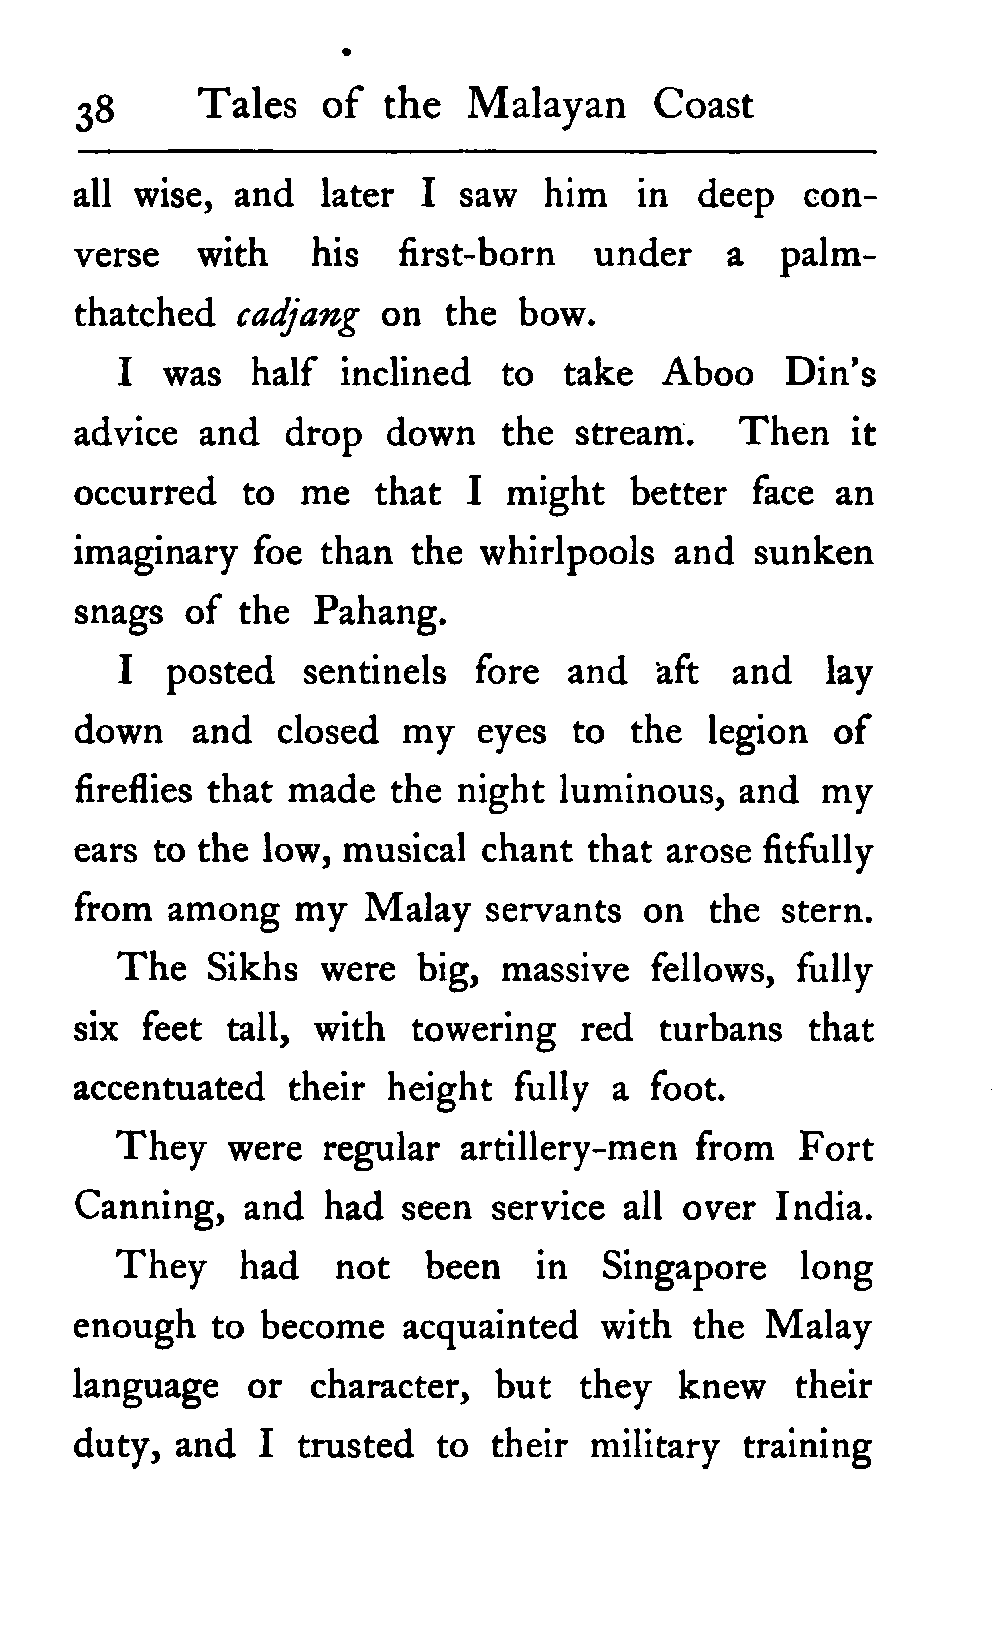 38 Tales of the Malayan Coast
all wise, and later I saw him in deep con-
verse with his first-born under a palm-
thatched cadjang on the bow.
I was half inclined to take Aboo Din's
advice and drop down the stream. Then it
occurred to me that I might better face an
imaginary foe than the whirlpools and sunken
snags of the Pahang.
I posted sentinels fore and aft and lay
down and closed my eyes to the legion of
fireflies that made the night luminous, and my
ears to the low, musical chant that arose fitfully
from among my Malay servants on the stern.
The Sikhs were big, massive fellows, fully
six feet tall, with towering red turbans that
accentuated their height fully a foot.
They were regular artillery-men from Fort
Canning, and had seen service all over India.
They had not been in Singapore long
enough to become acquainted with the Malay
language or character, but they knew their
duty, and I trusted to their military training